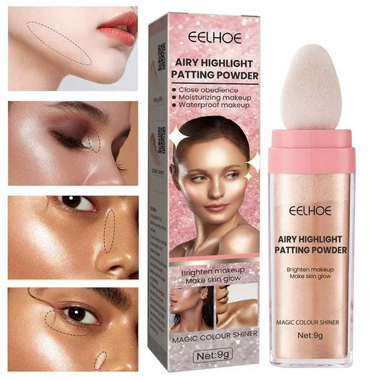 EELHOE
AIRY HIGHLIGHT
PATTING POWDER
Close obedience
Moisturizing makeup
Waterproof makeup
Brighten makeup
Make skin glow
MAGIC COLOUR SHINER
Net:9g
EELHOE
AIRY HIGHLIGHT
PATTING POWDER
Brighten makeup
Make skin glow
MAGIC COLOUR SHINER
Net:9g